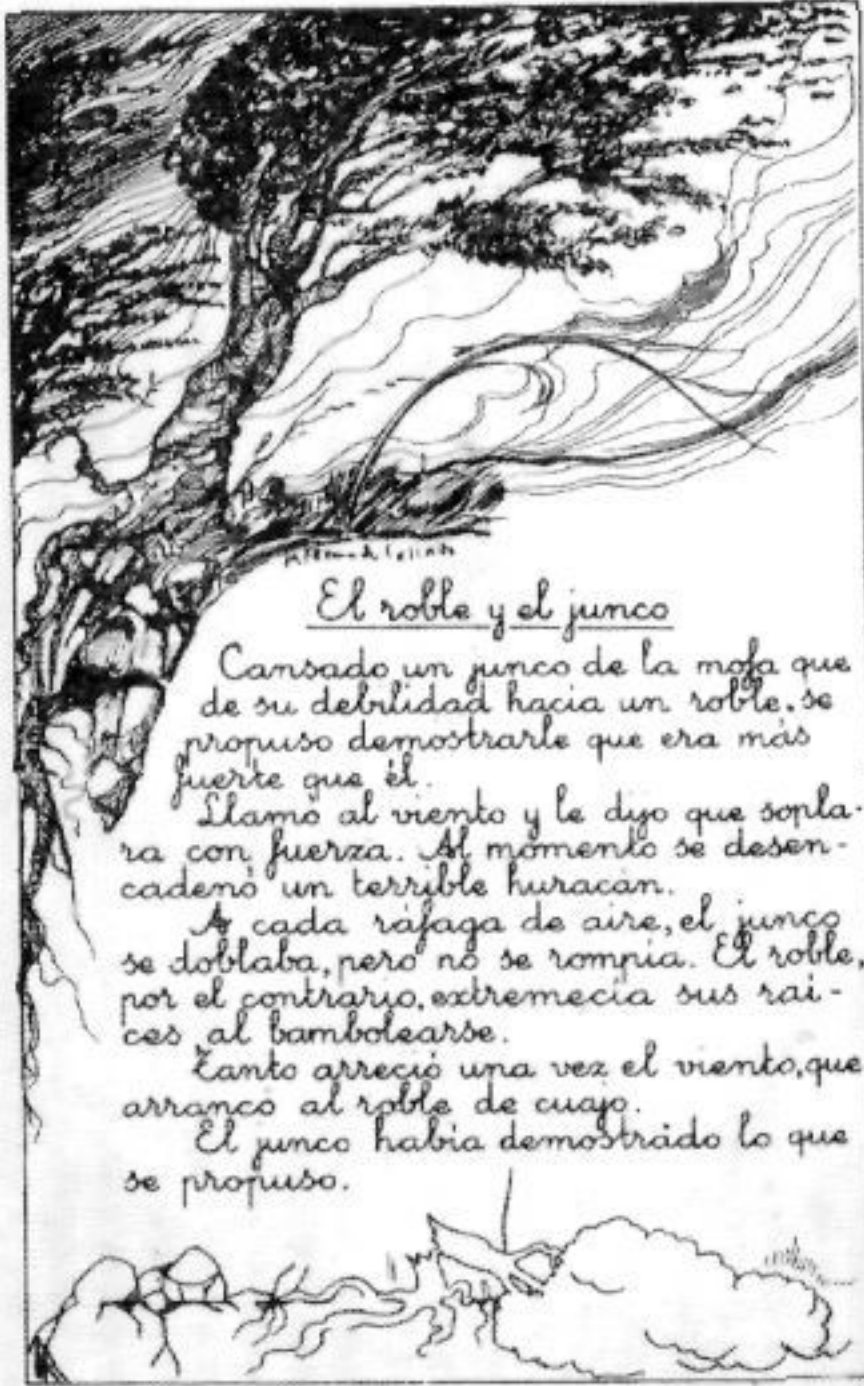 El roble y el junco
Cansado un junco de la mofa que
de su debilidad hacia un roble, se
propuso demostrarle que era más
fuerte que él.
Llamó al viento y le dijo que sopla-
ra con fuerza. Al momento se desen-
cadenó un terrible huracán.
A cada ráfaga de aire, el junco
se doblaba, pero no se rompía. El roble,
por el contrario, extremecía sus raí-
ces al bambolearse.
Tanto arreció una vez el viento, que
arrancó al roble de cuajo.
El junco había demostrado lo que
se propuso.